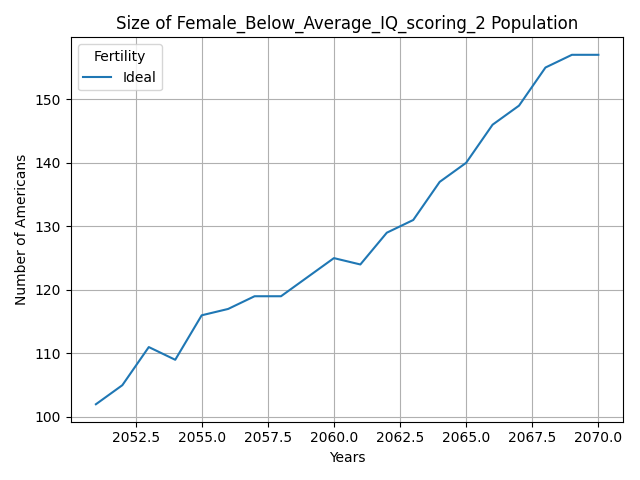 Size of Female_Below_Average_IQ_scoring_2 Population
Fertility
Ideal
Number of Americans
150
140
130
120
110
100
2052.5 2055.0 2057.5 2060.0 2062.5 2065.0 2067.5 2070.0
Years